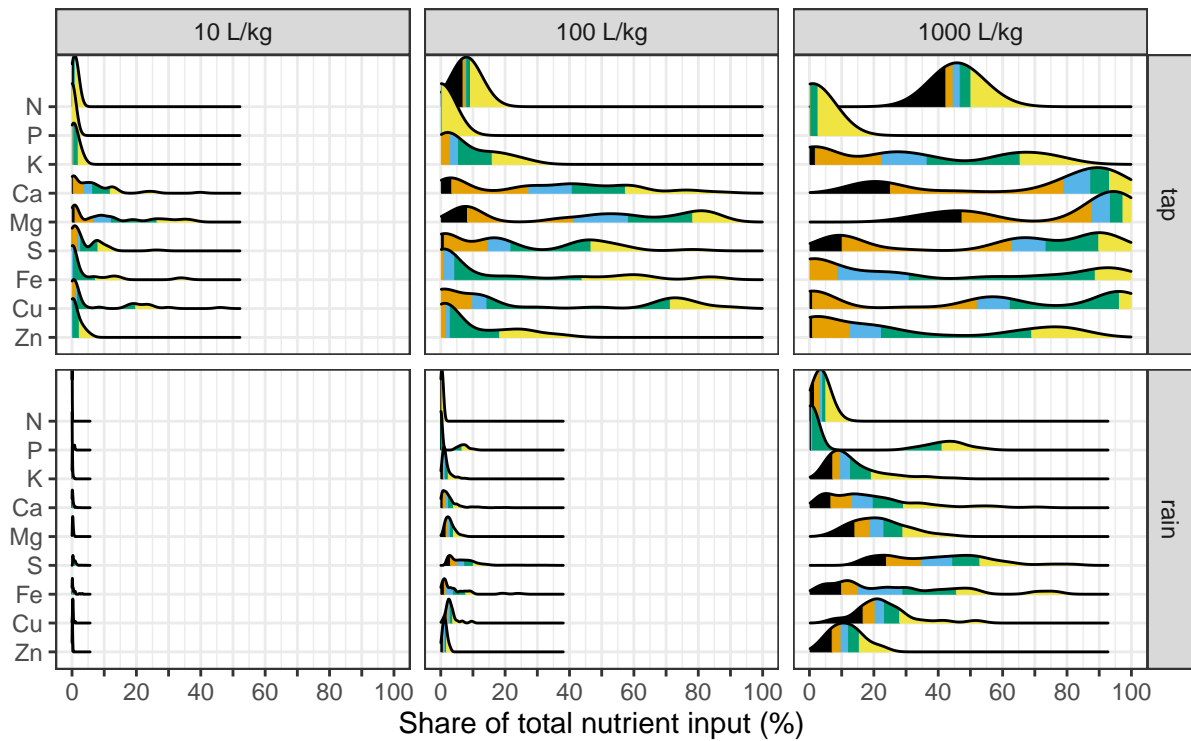 10 L/kg 100 L/kg 1000 L/kg
N
P
K
Ca
Mg
S
Fe
Cu
Zn
tap
N
P
K
Ca
Mg
S
Fe
Cu
Zn
rain
0 20 40 60 80 100 0 20 40 60 80 100 0 20 40 60 80 100
Share of total nutrient input (%)